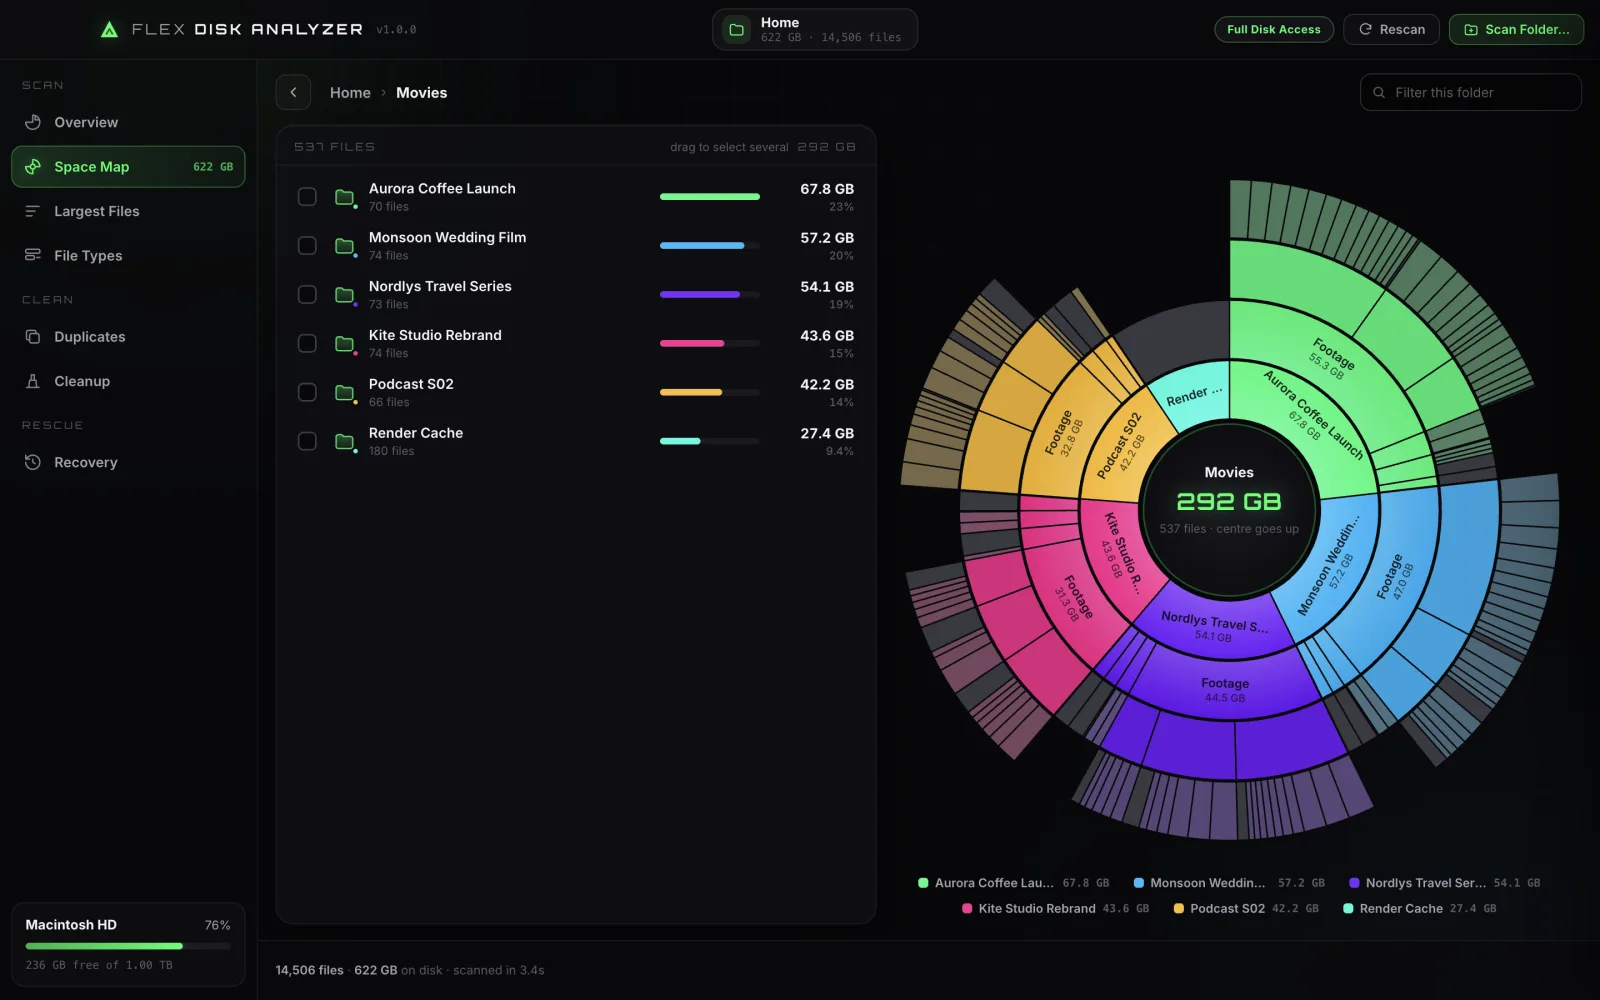 FLEX DISK ANALYZER v1.0.0
Home
622 GB · 14,506 files
Full Disk Access
Rescan
Scan Folder...
SCAN
Overview
Space Map 622 GB
Largest Files
File Types
CLEAN
Duplicates
Cleanup
RESCUE
Recovery
Macintosh HD 76%
236 GB free of 1.00 TB
Home › Movies
Filter this folder
537 FILES drag to select several 292 GB
Aurora Coffee Launch 67.8 GB
70 files 23%
Monsoon Wedding Film 57.2 GB
74 files 20%
Nordlys Travel Series 54.1 GB
73 files 19%
Kite Studio Rebrand 43.6 GB
74 files 15%
Podcast S02 42.2 GB
66 files 14%
Render Cache 27.4 GB
180 files 9.4%
Footage
55.3 GB
Aurora Coffee Launch
67.8 GB
Render ...
Footage
32.8 GB
Podcast S02
42.2 GB
Movies
292 GB
537 files · centre goes up
Kite Studio R...
43.6 GB
Footage
31.3 GB
Monsoon Weddin...
57.2 GB
Footage
47.0 GB
Nordlys Travel S...
54.1 GB
Footage
44.5 GB
Aurora Coffee Lau... 67.8 GB Monsoon Weddin... 57.2 GB Nordlys Travel Ser... 54.1 GB
Kite Studio Rebrand 43.6 GB Podcast S02 42.2 GB Render Cache 27.4 GB
14,506 files · 622 GB on disk · scanned in 3.4s